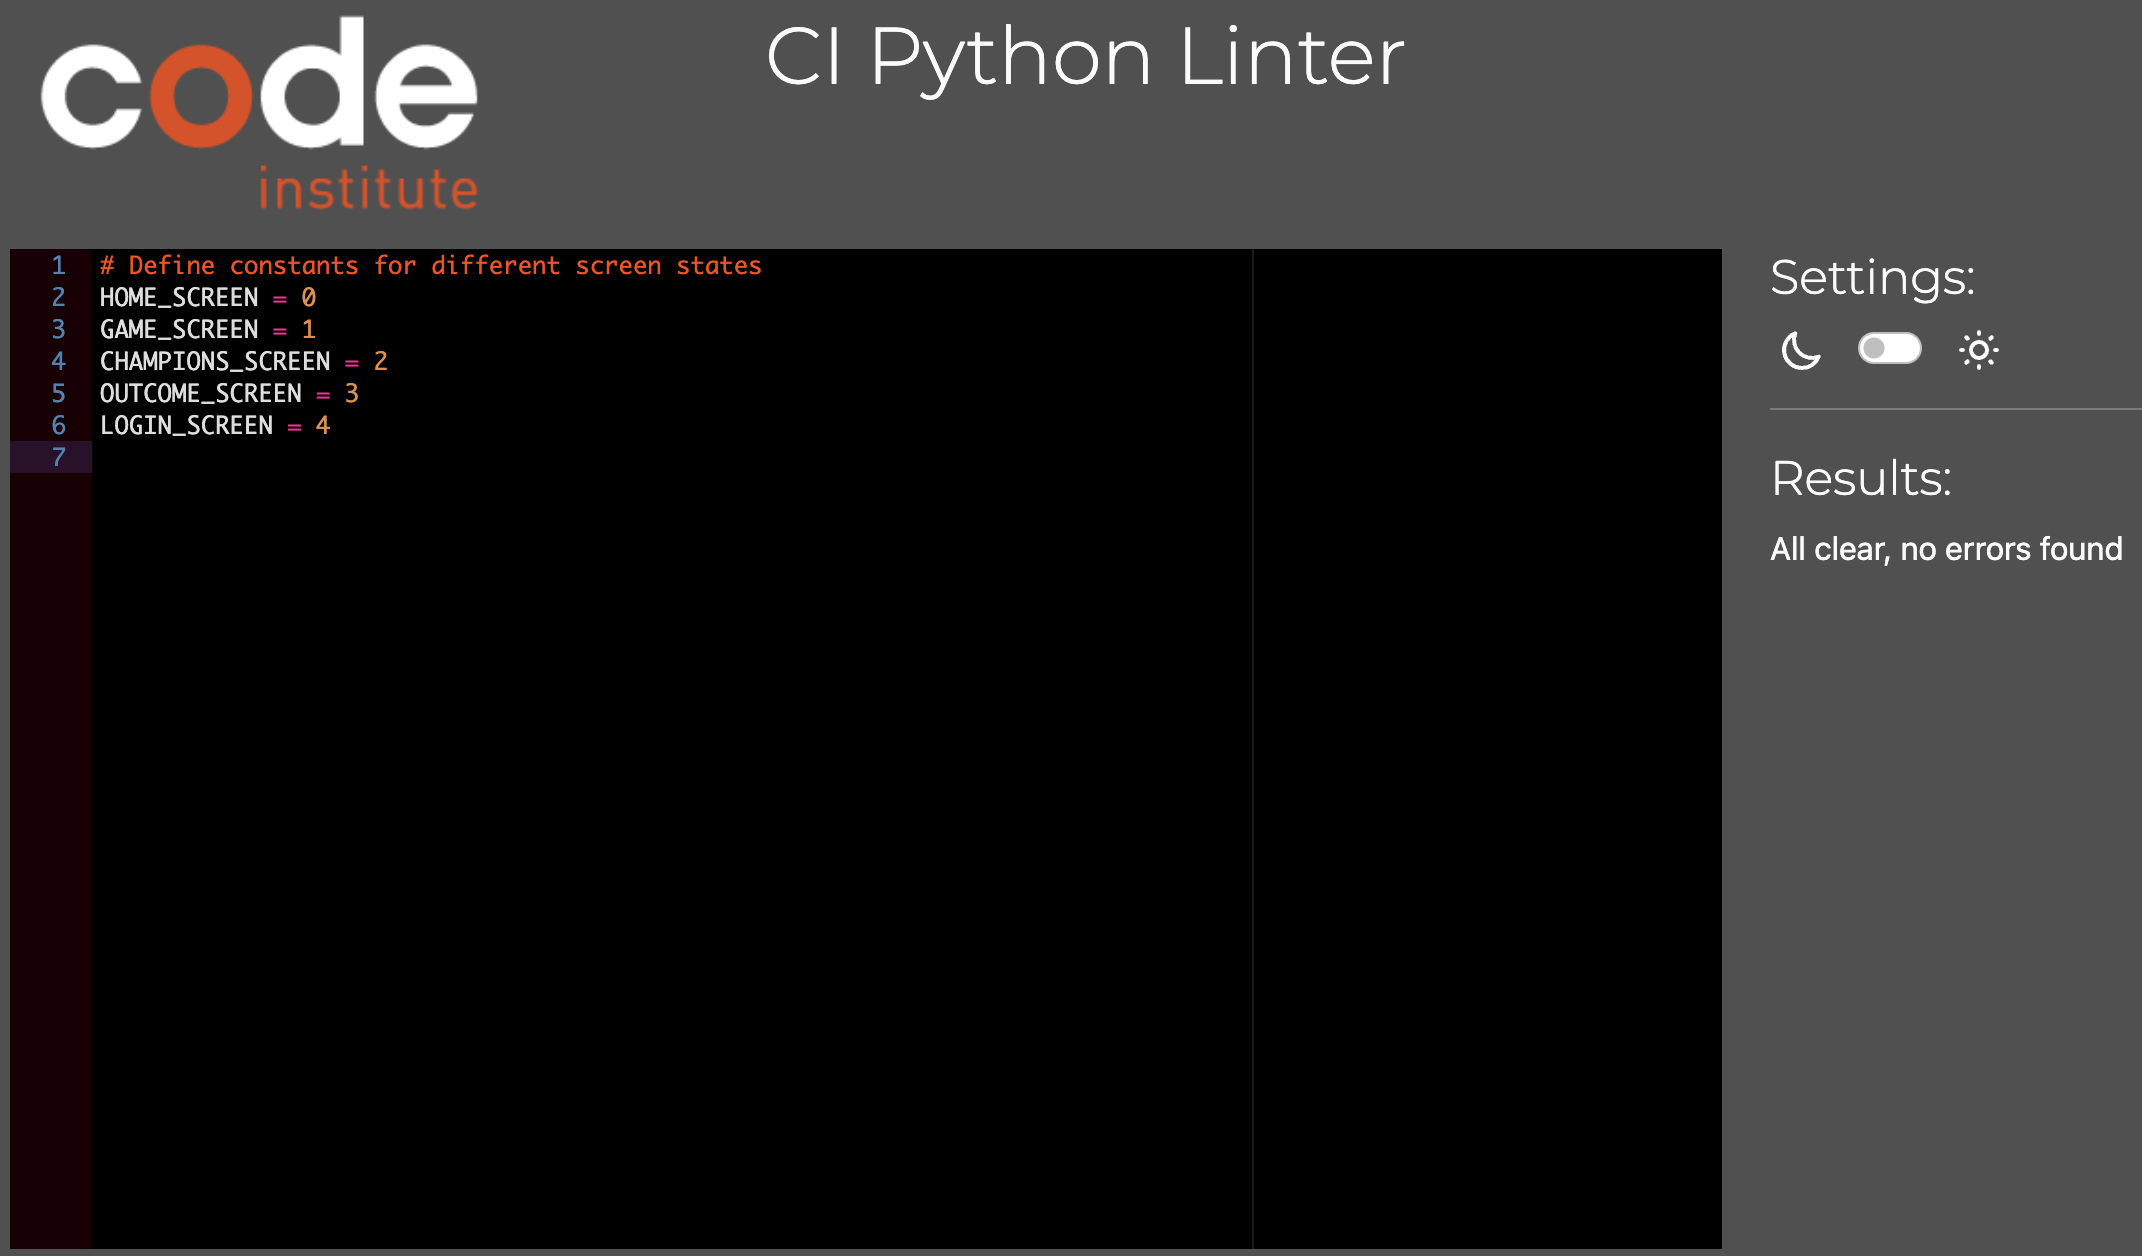 code
institute
CI Python Linter
1 # Define constants for different screen states
2 HOME_SCREEN = 0
3 GAME_SCREEN = 1
4 CHAMPIONS_SCREEN = 2
5 OUTCOME_SCREEN = 3
6 LOGIN_SCREEN = 4
7
Settings:
Results:
All clear, no errors found